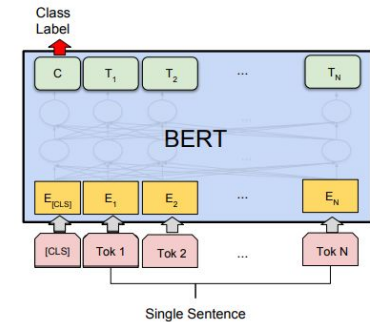 Class
Label
C T1 T2 ... TN
BERT
E[CLS] E1 E2 ... EN
[CLS] Tok 1 Tok 2 ... Tok N
Single Sentence